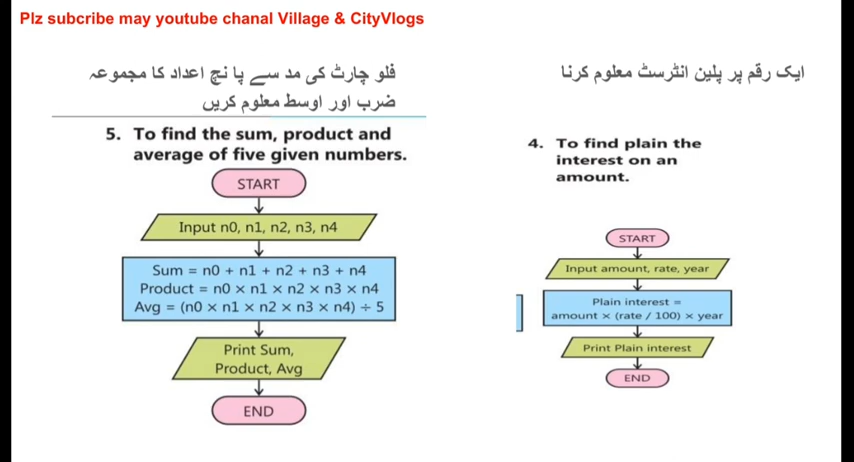 Plz subcribe may youtube chanal Village & CityVlogs
فلو چارٹ کی مد سے پا نچ اعداد کا مجموعہ
ضرب اور اوسط معلوم کریں
5. To find the sum, product and
average of five given numbers.
START
Input n0, n1, n2, n3, n4
Sum = n0 + n1 + n2 + n3 + n4
Product = n0 × n1 × n2 × n3 × n4
Avg = (n0 × n1 × n2 × n3 × n4) ÷ 5
Print Sum,
Product, Avg
END
ایک رقم پر پلین انٹرسٹ معلوم کرنا
4. To find plain the
interest on an
amount.
START
Input amount, rate, year
Plain interest =
amount × (rate / 100) × year
Print Plain interest
END